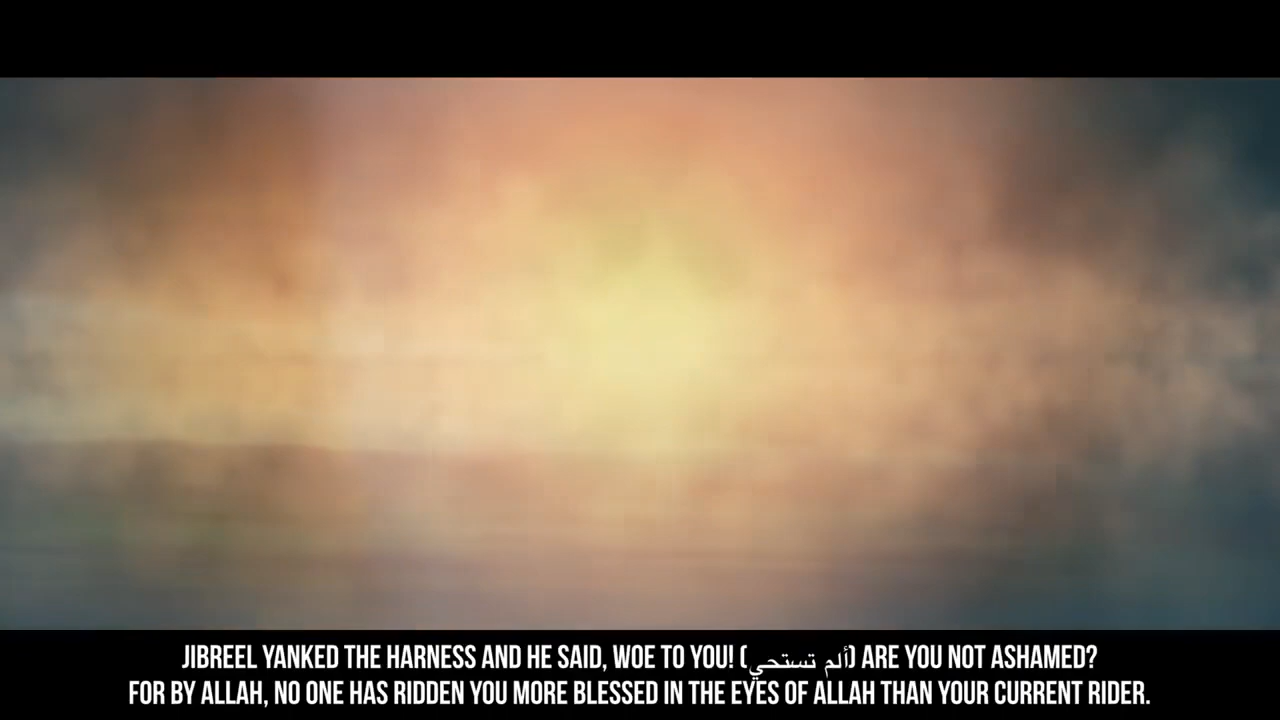 JIBREEL YANKED THE HARNESS AND HE SAID, WOE TO YOU! (ألم تستحي) ARE YOU NOT ASHAMED?
FOR BY ALLAH, NO ONE HAS RIDDEN YOU MORE BLESSED IN THE EYES OF ALLAH THAN YOUR CURRENT RIDER.